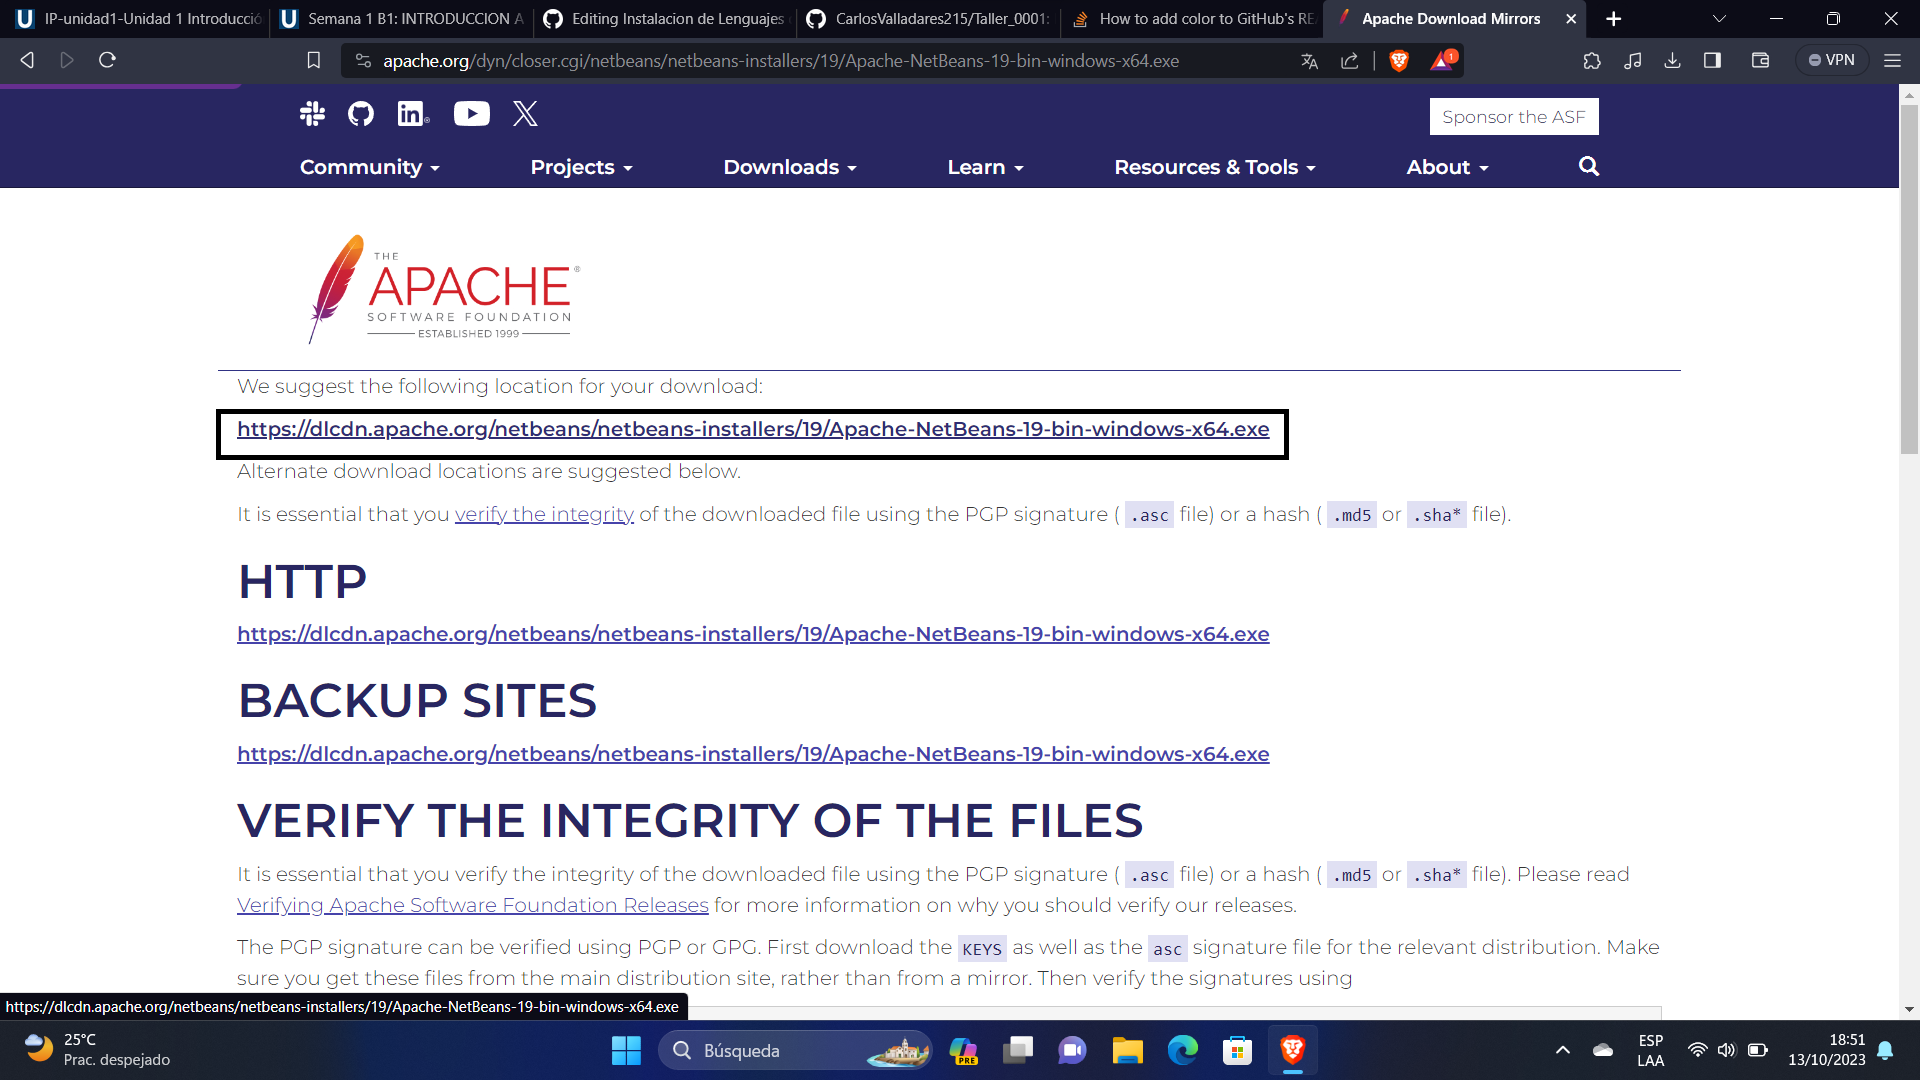 IP-unidad1-Unidad 1 Introducció
Semana 1 B1: INTRODUCCION A
Editing Instalacion de Lenguajes
CarlosValladares215/Taller_0001:
How to add color to GitHub's RE
Apache Download Mirrors
apache.org/dyn/closer.cgi/netbeans/netbeans-installers/19/Apache-NetBeans-19-bin-windows-x64.exe
1
VPN
Sponsor the ASF
Community
Projects
Downloads
Learn
Resources & Tools
About
THE
APACHE®
SOFTWARE FOUNDATION
ESTABLISHED 1999
We suggest the following location for your download:
https://dlcdn.apache.org/netbeans/netbeans-installers/19/Apache-NetBeans-19-bin-windows-x64.exe
Alternate download locations are suggested below.
It is essential that you verify the integrity of the downloaded file using the PGP signature ( .asc file) or a hash ( .md5 or .sha* file).
HTTP
https://dlcdn.apache.org/netbeans/netbeans-installers/19/Apache-NetBeans-19-bin-windows-x64.exe
BACKUP SITES
https://dlcdn.apache.org/netbeans/netbeans-installers/19/Apache-NetBeans-19-bin-windows-x64.exe
VERIFY THE INTEGRITY OF THE FILES
It is essential that you verify the integrity of the downloaded file using the PGP signature ( .asc file) or a hash ( .md5 or .sha* file). Please read
Verifying Apache Software Foundation Releases for more information on why you should verify our releases.
The PGP signature can be verified using PGP or GPG. First download the KEYS as well as the asc signature file for the relevant distribution. Make
sure you get these files from the main distribution site, rather than from a mirror. Then verify the signatures using
https://dlcdn.apache.org/netbeans/netbeans-installers/19/Apache-NetBeans-19-bin-windows-x64.exe
25°C
Prac. despejado
Búsqueda
PRE
ESP
LAA
18:51
13/10/2023